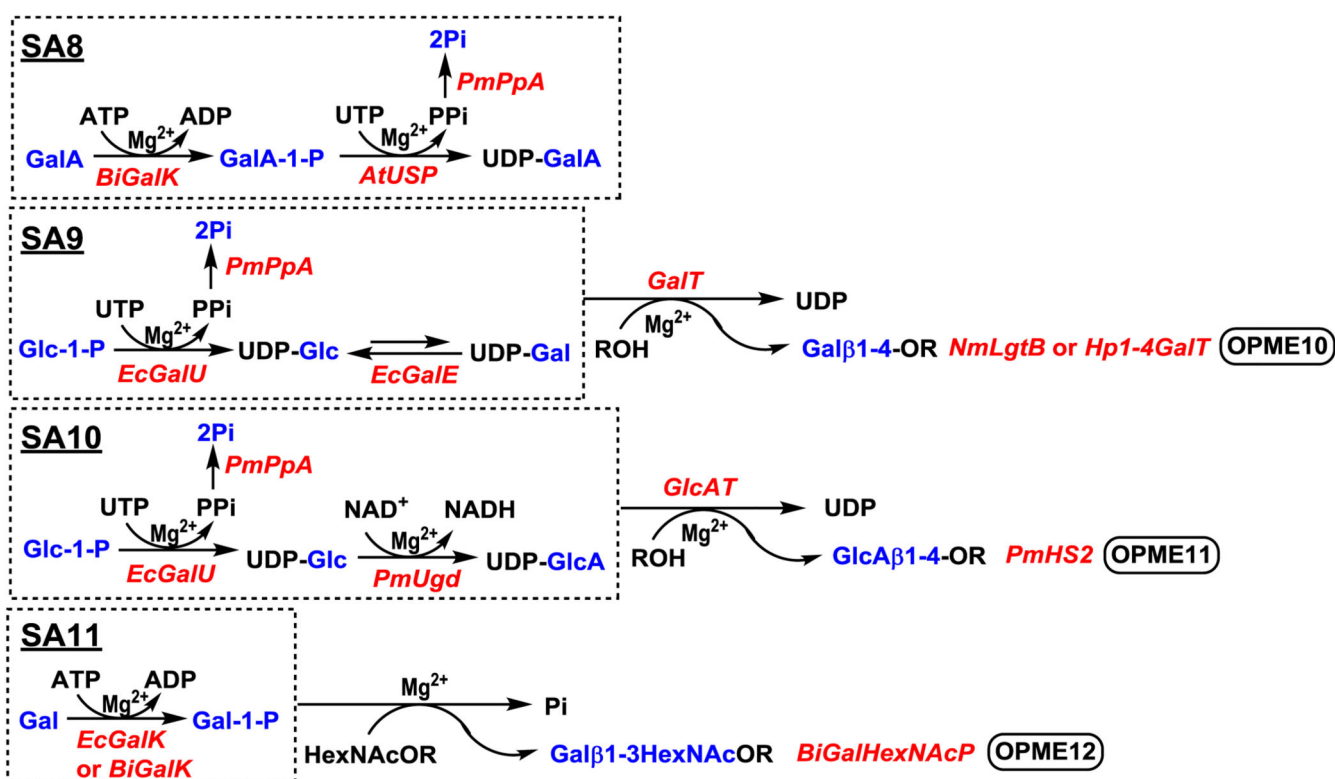 SA8
2Pi
PmPpA
ATP ADP UTP PPi
Mg2+ Mg2+
GalA GalA-1-P UDP-GalA
BiGalK AtUSP
SA9
2Pi
PmPpA
GalT
UTP PPi UDP
Mg2+ Mg2+
Glc-1-P UDP-Glc UDP-Gal ROH Galβ1-4-OR NmLgtB or Hp1-4GalT OPME10
EcGalU EcGalE
SA10
2Pi
PmPpA
GlcAT
UTP PPi NAD+ NADH UDP
Mg2+ Mg2+ Mg2+
Glc-1-P UDP-Glc UDP-GlcA ROH GlcAβ1-4-OR PmHS2 OPME11
EcGalU PmUgd
SA11
ATP ADP Mg2+
Mg2+ Pi
Gal Gal-1-P
EcGalK HexNAcOR Galβ1-3HexNAcOR BiGalHexNAcP OPME12
or BiGalK